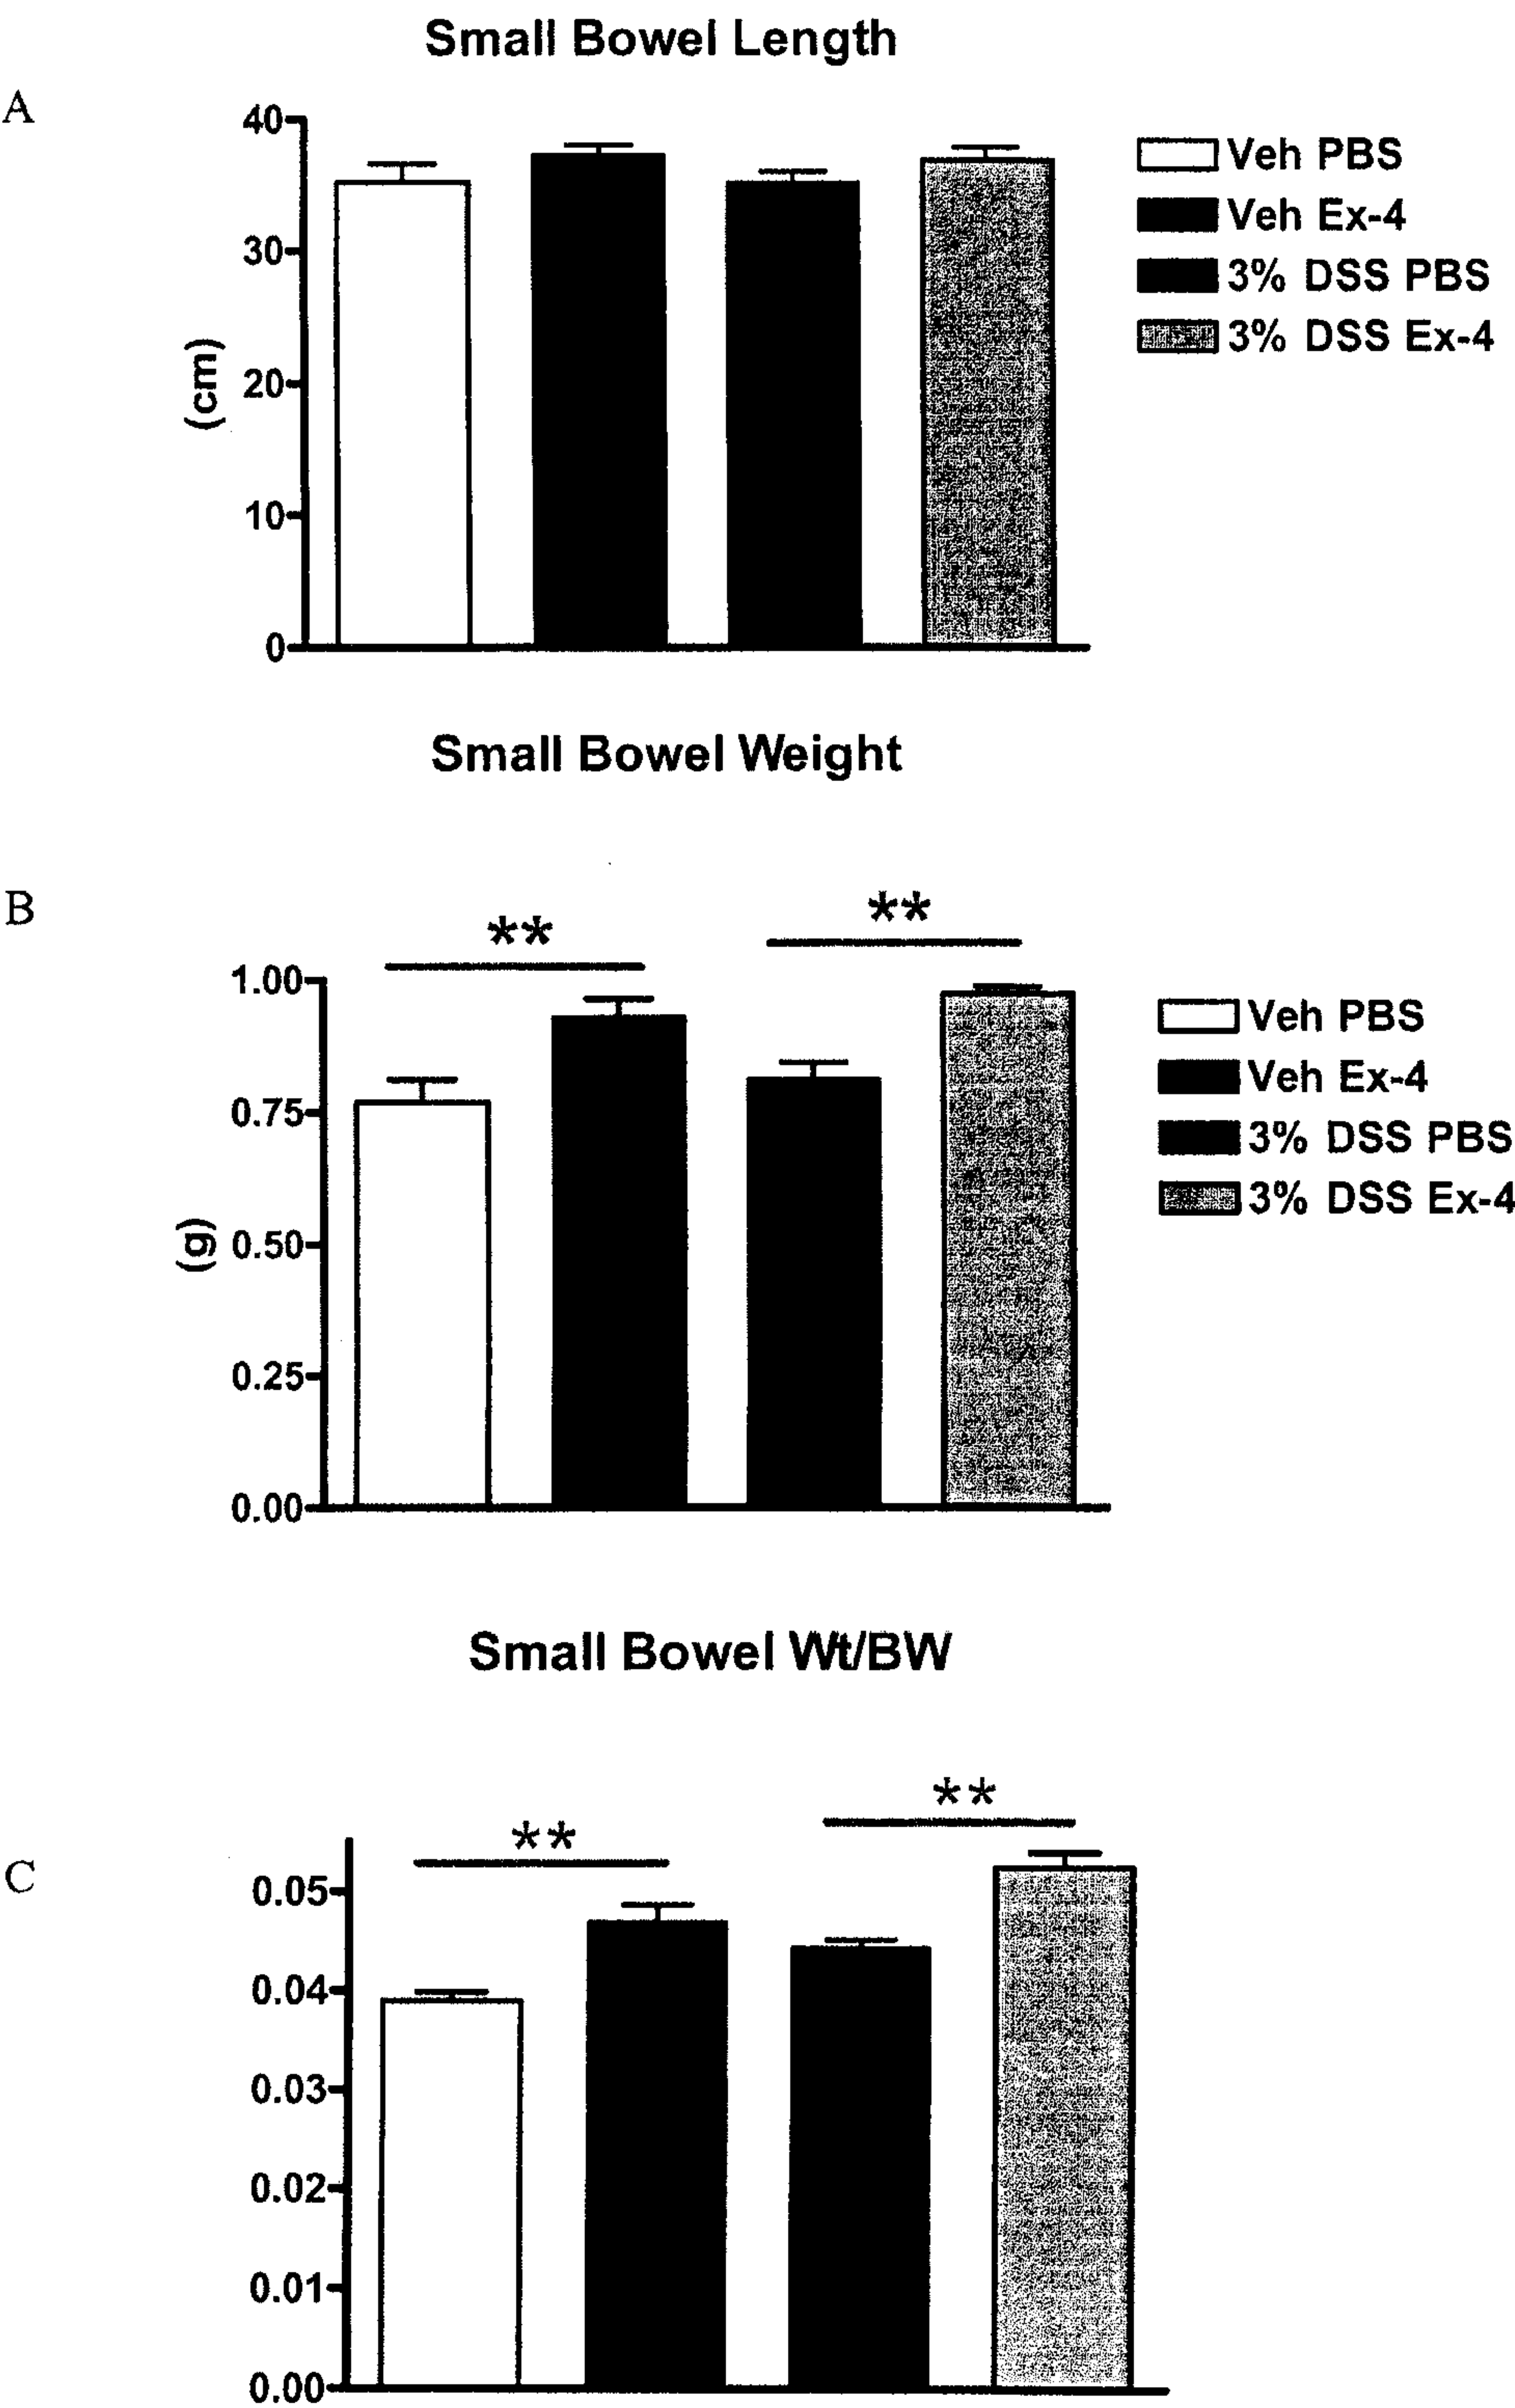 Small Bowel Length
A
40
30
20
10
0
(cm)
Veh PBS
Veh Ex-4
3% DSS PBS
3% DSS Ex-4
Small Bowel Weight
B
** **
1.00
0.75
0.50
0.25
0.00
(g)
Veh PBS
Veh Ex-4
3% DSS PBS
3% DSS Ex-4
Small Bowel Wt/BW
C
** **
0.05
0.04
0.03
0.02
0.01
0.00